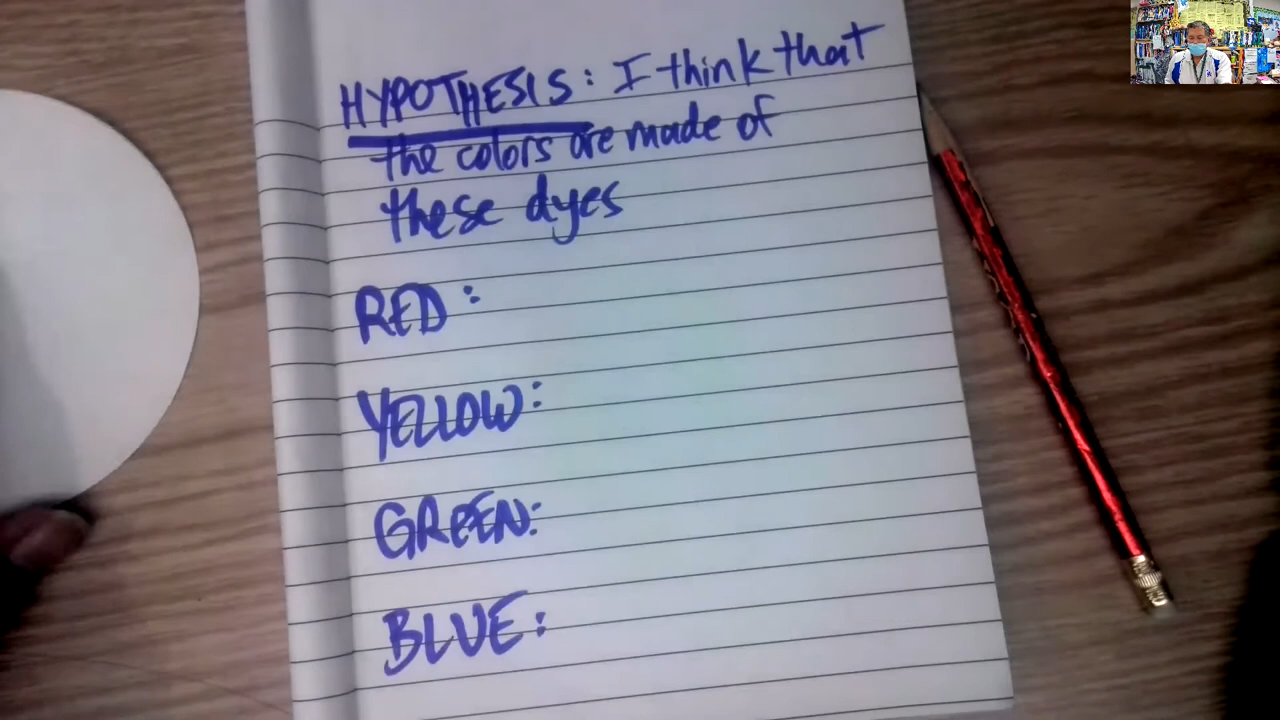 HYPOTHESIS: I think that
the colors are made of
these dyes
RED:
YELLOW:
GREEN:
BLUE: